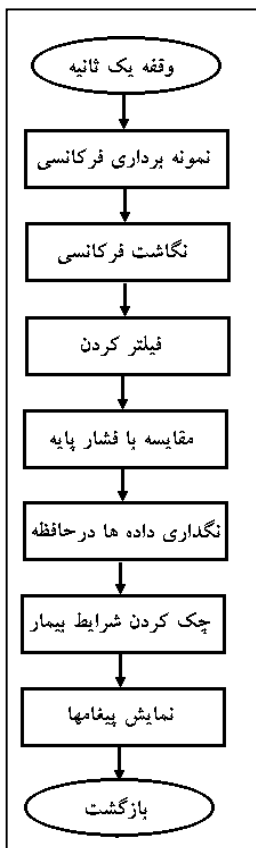 وقفه یک ثانیه
نمونه برداری فرکانسی
نگاشت فرکانسی
فیلتر کردن
مقایسه با فشار پایه
نگداری داده ها درحافظه
چک کردن شرایط بیمار
نمایش پیغامها
بازگشت